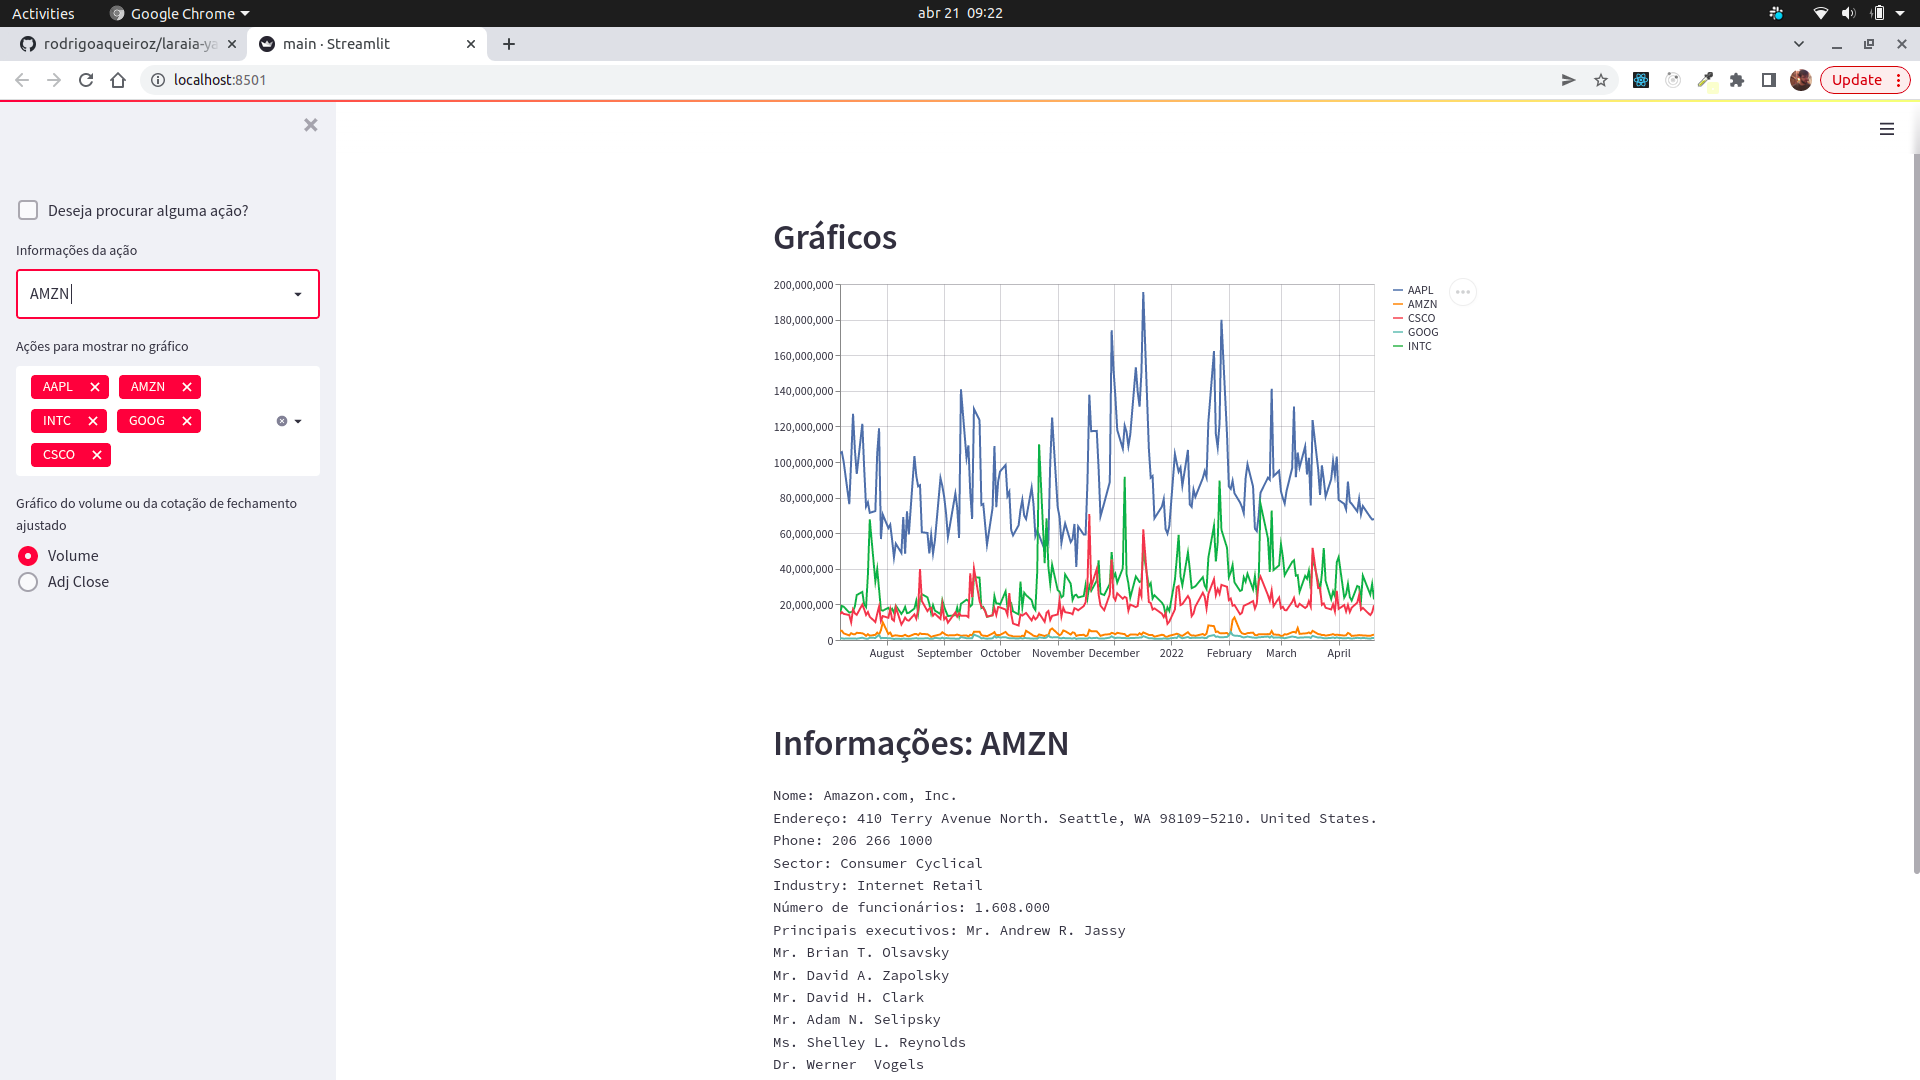 Activities
Google Chrome
abr 21 09:22
rodrigoaqueiroz/laraia-ya
main · Streamlit
localhost:8501
Update
Deseja procurar alguma ação?
Informações da ação
AMZN
Ações para mostrar no gráfico
AAPL
AMZN
INTC
GOOG
CSCO
Gráfico do volume ou da cotação de fechamento
ajustado
Volume
Adj Close
Gráficos
200,000,000
180,000,000
160,000,000
140,000,000
120,000,000
100,000,000
80,000,000
60,000,000
40,000,000
20,000,000
0
August September October November December 2022 February March April
AAPL
AMZN
CSCO
GOOG
INTC
Informações: AMZN
Nome: Amazon.com, Inc.
Endereço: 410 Terry Avenue North. Seattle, WA 98109-5210. United States.
Phone: 206 266 1000
Sector: Consumer Cyclical
Industry: Internet Retail
Número de funcionários: 1.608.000
Principais executivos: Mr. Andrew R. Jassy
Mr. Brian T. Olsavsky
Mr. David A. Zapolsky
Mr. David H. Clark
Mr. Adam N. Selipsky
Ms. Shelley L. Reynolds
Dr. Werner  Vogels